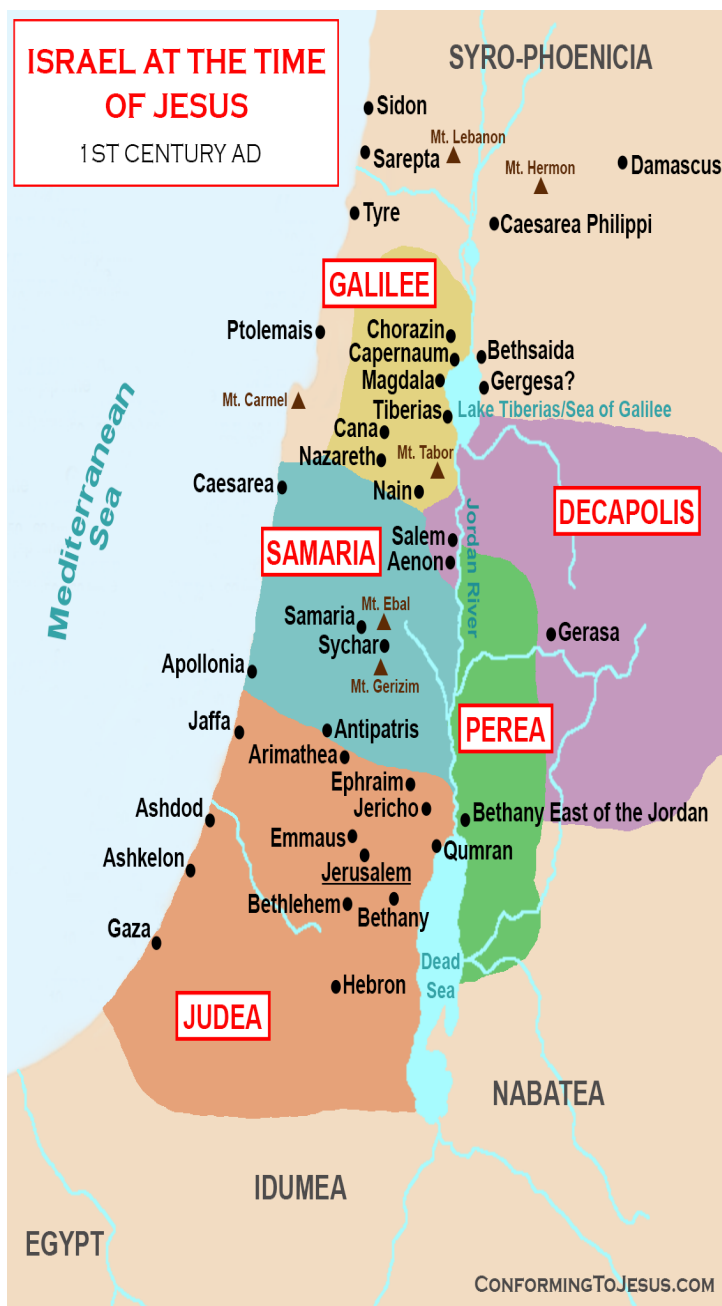 ISRAEL AT THE TIME
OF JESUS
1ST CENTURY AD
SYRO-PHOENICIA
Sidon
Mt. Lebanon
Sarepta
Mt. Hermon
Damascus
Tyre
Caesarea Philippi
GALILEE
Ptolemais
Chorazin
Capernaum
Bethsaida
Magdala
Gergesa?
Mt. Carmel
Tiberias
Lake Tiberias/Sea of Galilee
Cana
Nazareth
Mt. Tabor
Mediterranean
Sea
Caesarea
Nain
DECAPOLIS
Jordan River
SAMARIA
Salem
Aenon
Samaria
Mt. Ebal
Sychar
Gerasa
Apollonia
Mt. Gerizim
Jaffa
Antipatris
PEREA
Arimathea
Ephraim
Jericho
Ashdod
Bethany East of the Jordan
Emmaus
Qumran
Ashkelon
Jerusalem
Bethlehem
Bethany
Gaza
Dead
Sea
Hebron
JUDEA
NABATEA
IDUMEA
EGYPT
CONFORMINGTOJESUS.COM